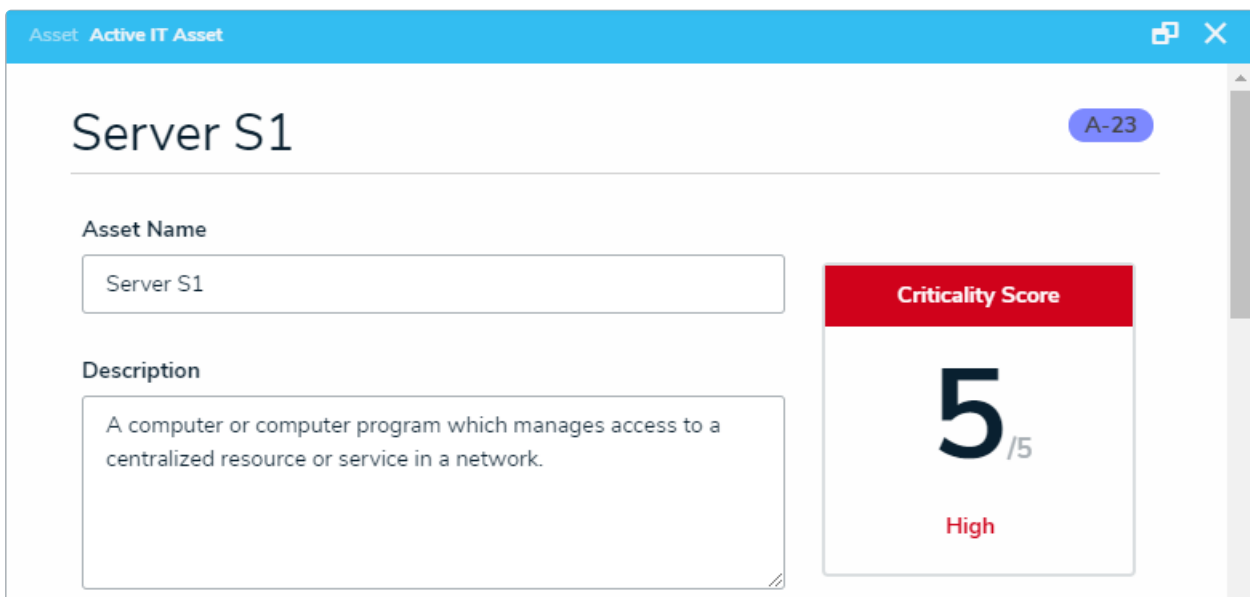 Asset Active IT Asset
Server S1
A-23
Asset Name
Server S1
Criticality Score
5/5
High
Description
A computer or computer program which manages access to a
centralized resource or service in a network.